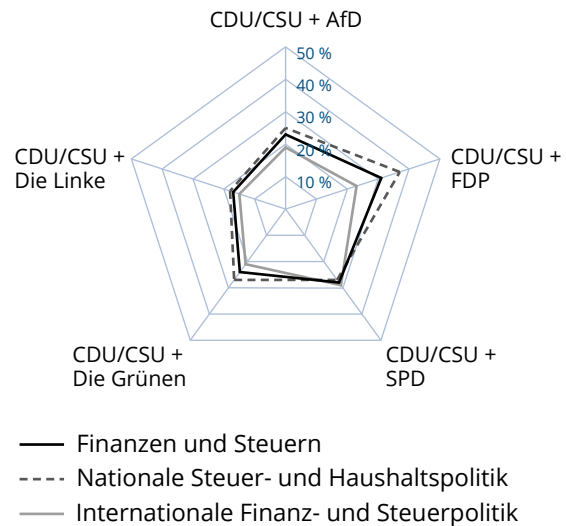 CDU/CSU + AfD
50 %
40 %
30 %
20 %
10 %
CDU/CSU +
Die Linke
CDU/CSU +
FDP
CDU/CSU +
Die Grünen
CDU/CSU +
SPD
Finanzen und Steuern
Nationale Steuer- und Haushaltspolitik
Internationale Finanz- und Steuerpolitik